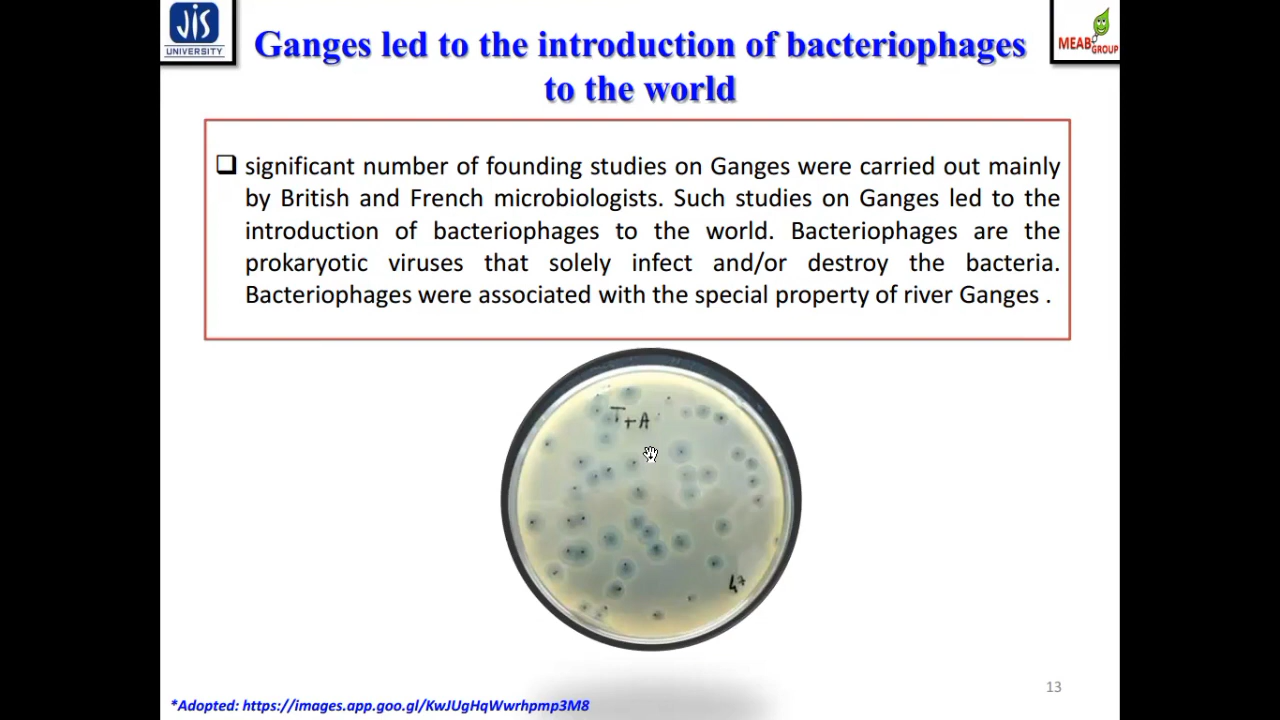 JIS
UNIVERSITY
Ganges led to the introduction of bacteriophages
to the world
MEAB
GROUP
significant number of founding studies on Ganges were carried out mainly
by British and French microbiologists. Such studies on Ganges led to the
introduction of bacteriophages to the world. Bacteriophages are the
prokaryotic viruses that solely infect and/or destroy the bacteria.
Bacteriophages were associated with the special property of river Ganges .
T+A
47
13
*Adopted: https://images.app.goo.gl/KwJUgHqWwrhpmp3M8